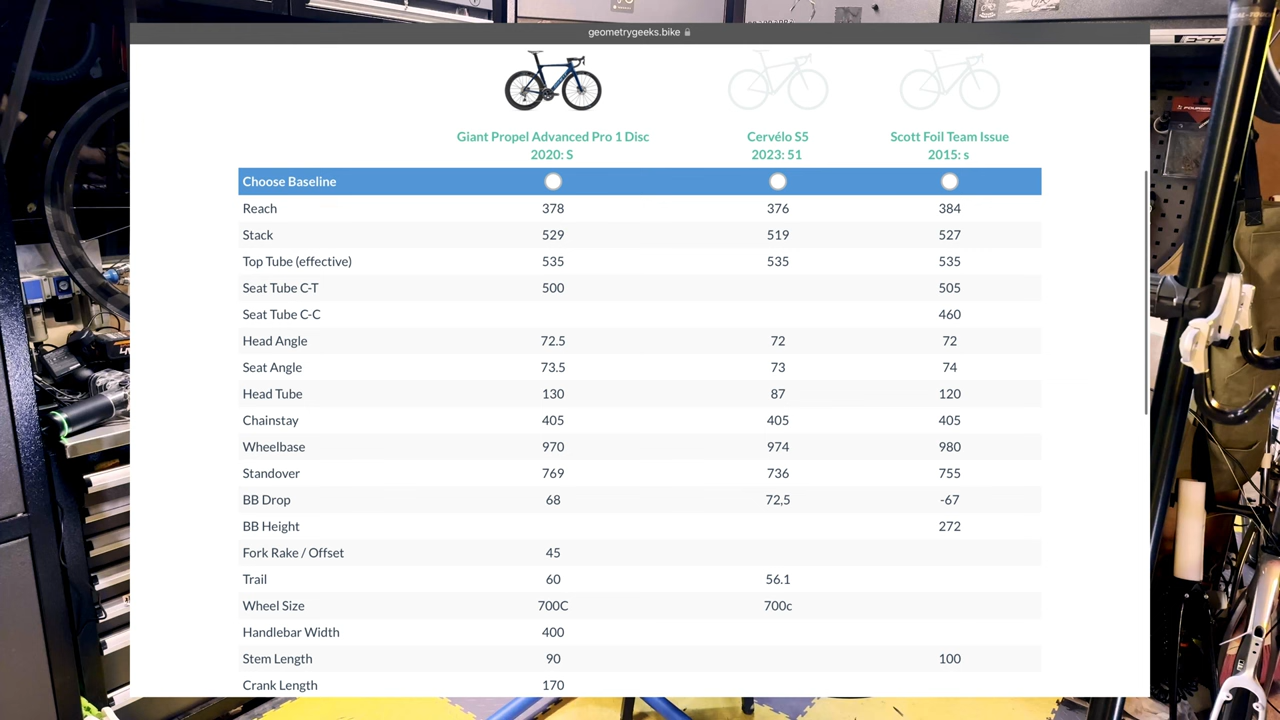 geometrygeeks.bike
Giant Propel Advanced Pro 1 Disc
2020: S
Cervélo S5
2023: 51
Scott Foil Team Issue
2015: s
Choose Baseline
Reach 378 376 384
Stack 529 519 527
Top Tube (effective) 535 535 535
Seat Tube C-T 500 505
Seat Tube C-C 460
Head Angle 72.5 72 72
Seat Angle 73.5 73 74
Head Tube 130 87 120
Chainstay 405 405 405
Wheelbase 970 974 980
Standover 769 736 755
BB Drop 68 72,5 -67
BB Height 272
Fork Rake / Offset 45
Trail 60 56.1
Wheel Size 700C 700c
Handlebar Width 400
Stem Length 90 100
Crank Length 170